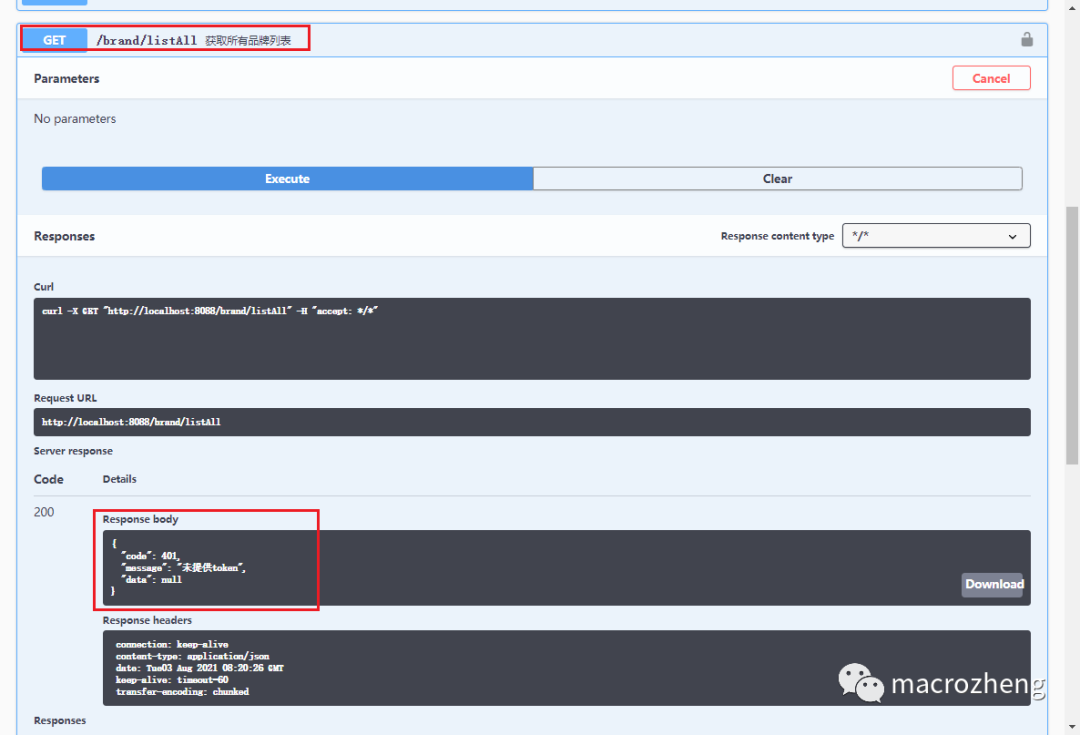 GET /brand/listAll 获取所有品牌列表
Parameters Cancel
No parameters
Execute Clear
Responses Response content type */*
Curl
curl -X GET "http://localhost:8088/brand/listAll" -H "accept: */*"
Request URL
http://localhost:8088/brand/listAll
Server response
Code Details
200
Response body
{
"code": 401,
"message": "未提供token",
"data": null
}
Download
Response headers
connection: keep-alive
content-type: application/json
date: Tue03 Aug 2021 08:20:26 GMT
keep-alive: timeout=60
transfer-encoding: chunked
macrozheng
Responses